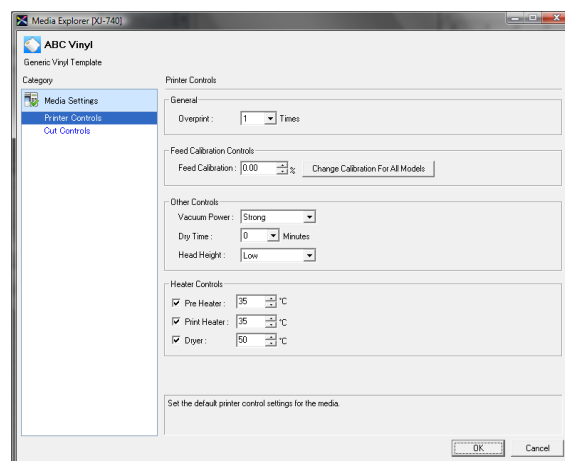 Media Explorer [XJ-740]
ABC Vinyl
Generic Vinyl Template
Category
Printer Controls
Media Settings
Printer Controls
Cut Controls
General
Overprint : 1 Times
Feed Calibration Controls
Feed Calibration : 0.00 % Change Calibration For All Models
Other Controls
Vacuum Power : Strong
Dry Time : 0 Minutes
Head Height : Low
Heater Controls
Pre Heater : 35 °C
Print Heater : 35 °C
Dryer : 50 °C
Set the default printer control settings for the media.
OK Cancel